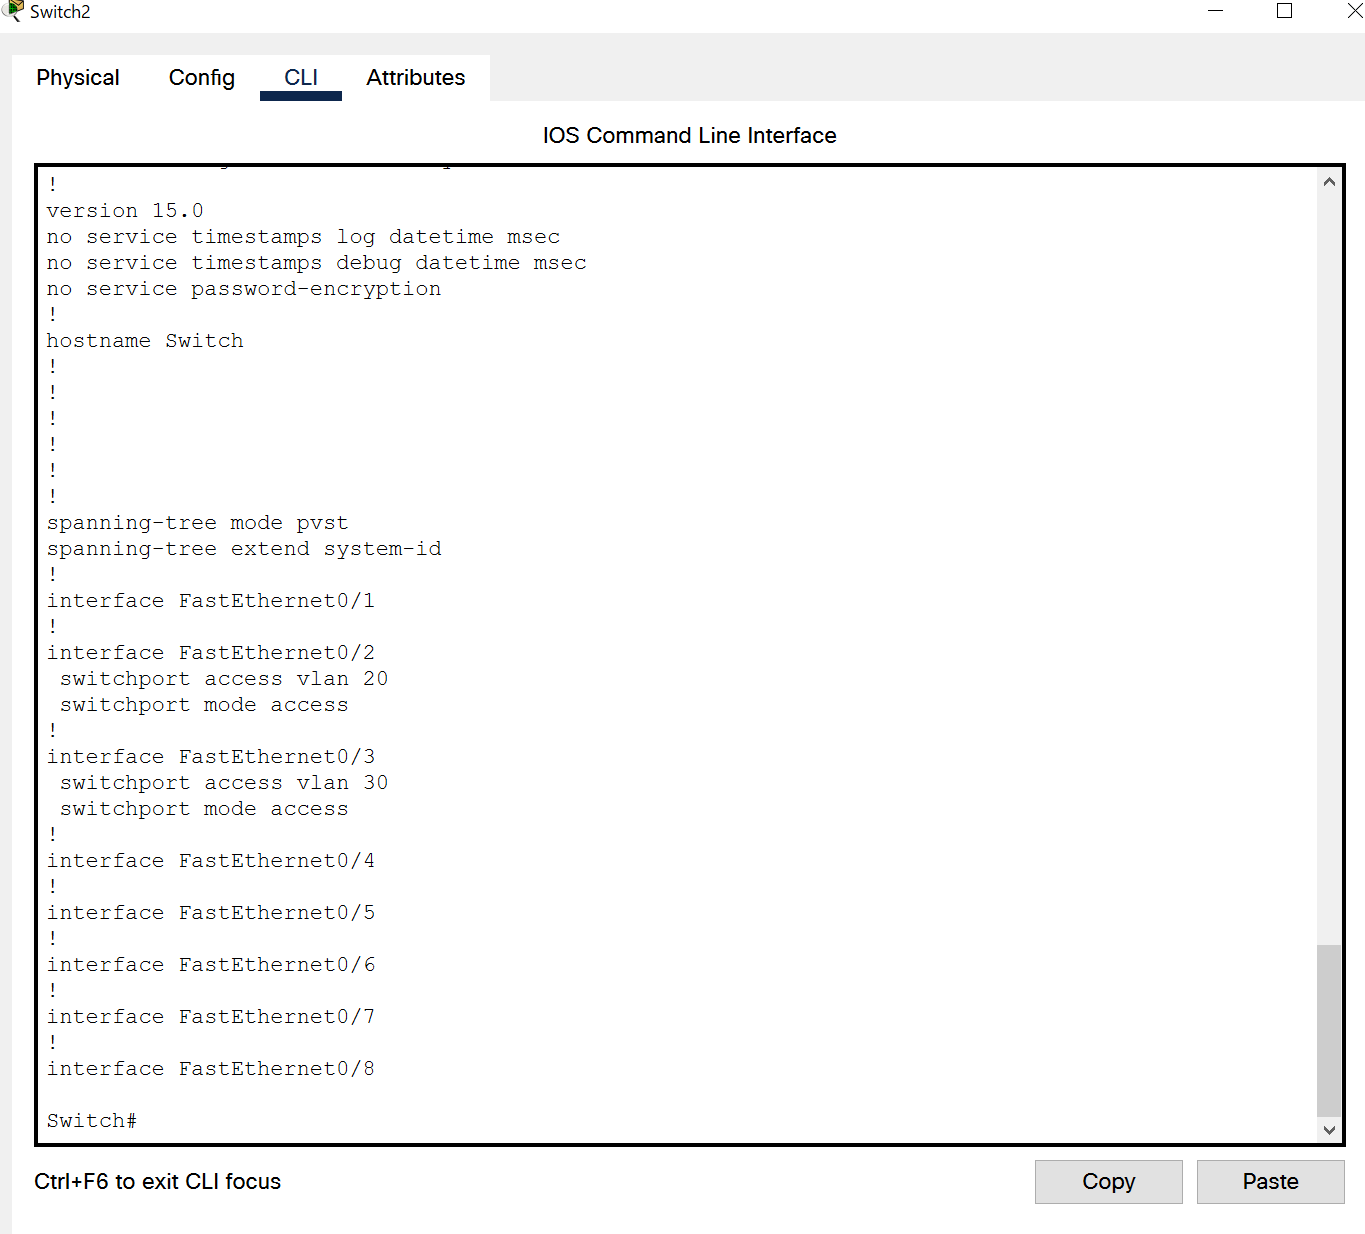 Switch2
Physical Config CLI Attributes
IOS Command Line Interface
!
version 15.0
no service timestamps log datetime msec
no service timestamps debug datetime msec
no service password-encryption
!
hostname Switch
!
!
!
!
!
!
spanning-tree mode pvst
spanning-tree extend system-id
!
interface FastEthernet0/1
!
interface FastEthernet0/2
 switchport access vlan 20
 switchport mode access
!
interface FastEthernet0/3
 switchport access vlan 30
 switchport mode access
!
interface FastEthernet0/4
!
interface FastEthernet0/5
!
interface FastEthernet0/6
!
interface FastEthernet0/7
!
interface FastEthernet0/8
Switch#
Ctrl+F6 to exit CLI focus
Copy Paste